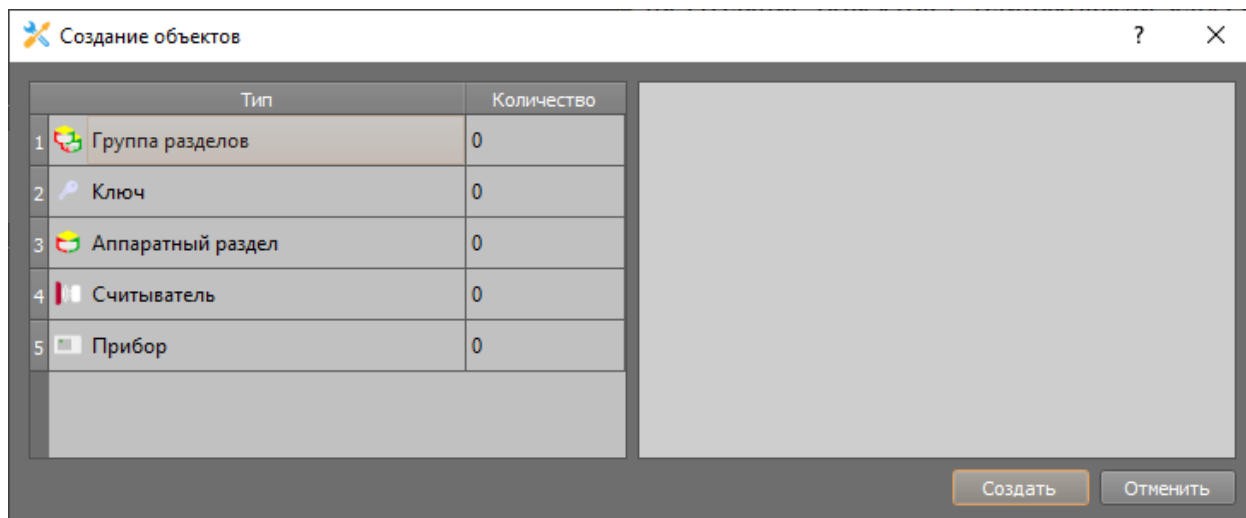 Создание объектов
?
Тип Количество
1 Группа разделов 0
2 Ключ 0
3 Аппаратный раздел 0
4 Считыватель 0
5 Прибор 0
Создать Отменить